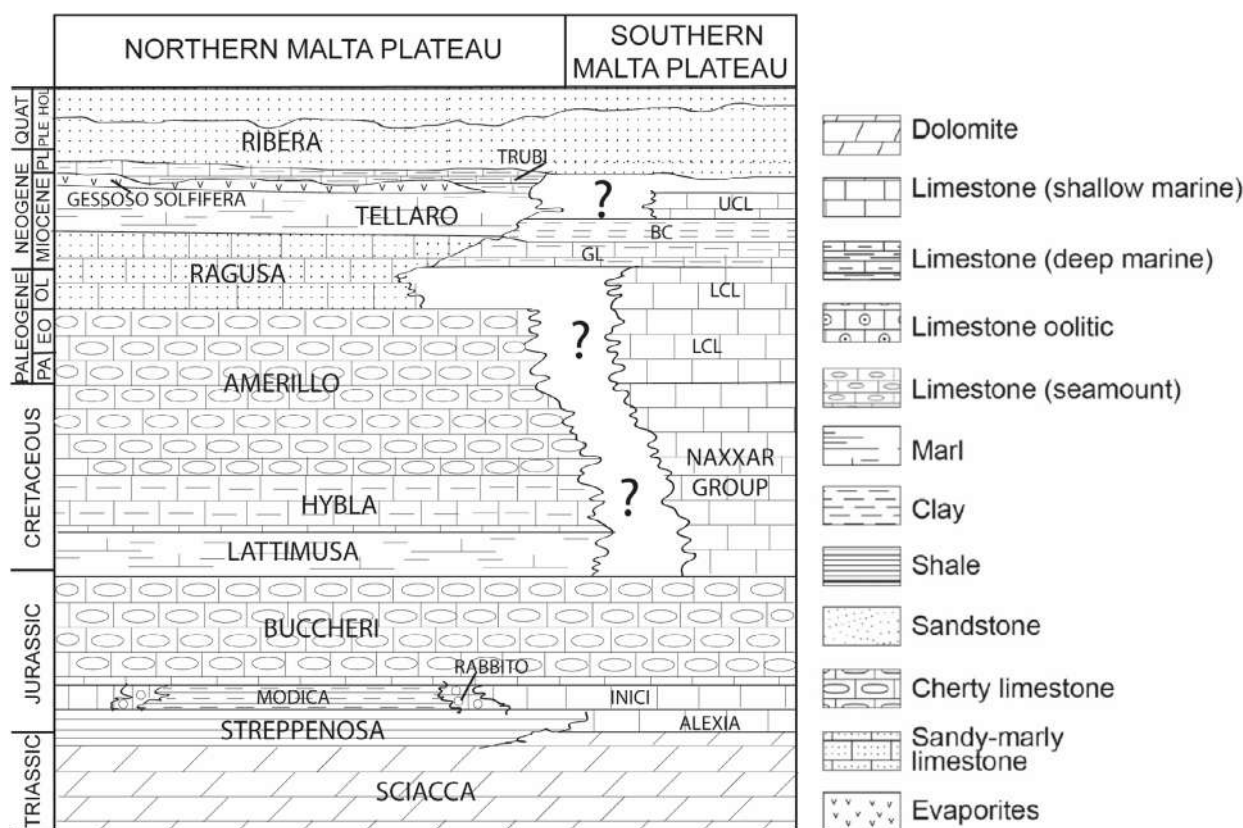 NORTHERN MALTA PLATEAU
SOUTHERN
MALTA PLATEAU
QUAT
HOL
PLE
NEOGENE
PL
MIOCENE
PALEOGENE
OL
EO
PA
CRETACEOUS
JURASSIC
TRIASSIC
RIBERA
TRUBI
GESSOSO SOLFIFERA
TELLARO
?
UCL
BC
GL
RAGUSA
LCL
?
LCL
AMERILLO
NAXXAR
GROUP
HYBLA
?
LATTIMUSA
BUCCHERI
RABBITO
MODICA
INICI
STREPPENOSA
ALEXIA
SCIACCA
Dolomite
Limestone (shallow marine)
Limestone (deep marine)
Limestone oolitic
Limestone (seamount)
Marl
Clay
Shale
Sandstone
Cherty limestone
Sandy-marly
limestone
Evaporites